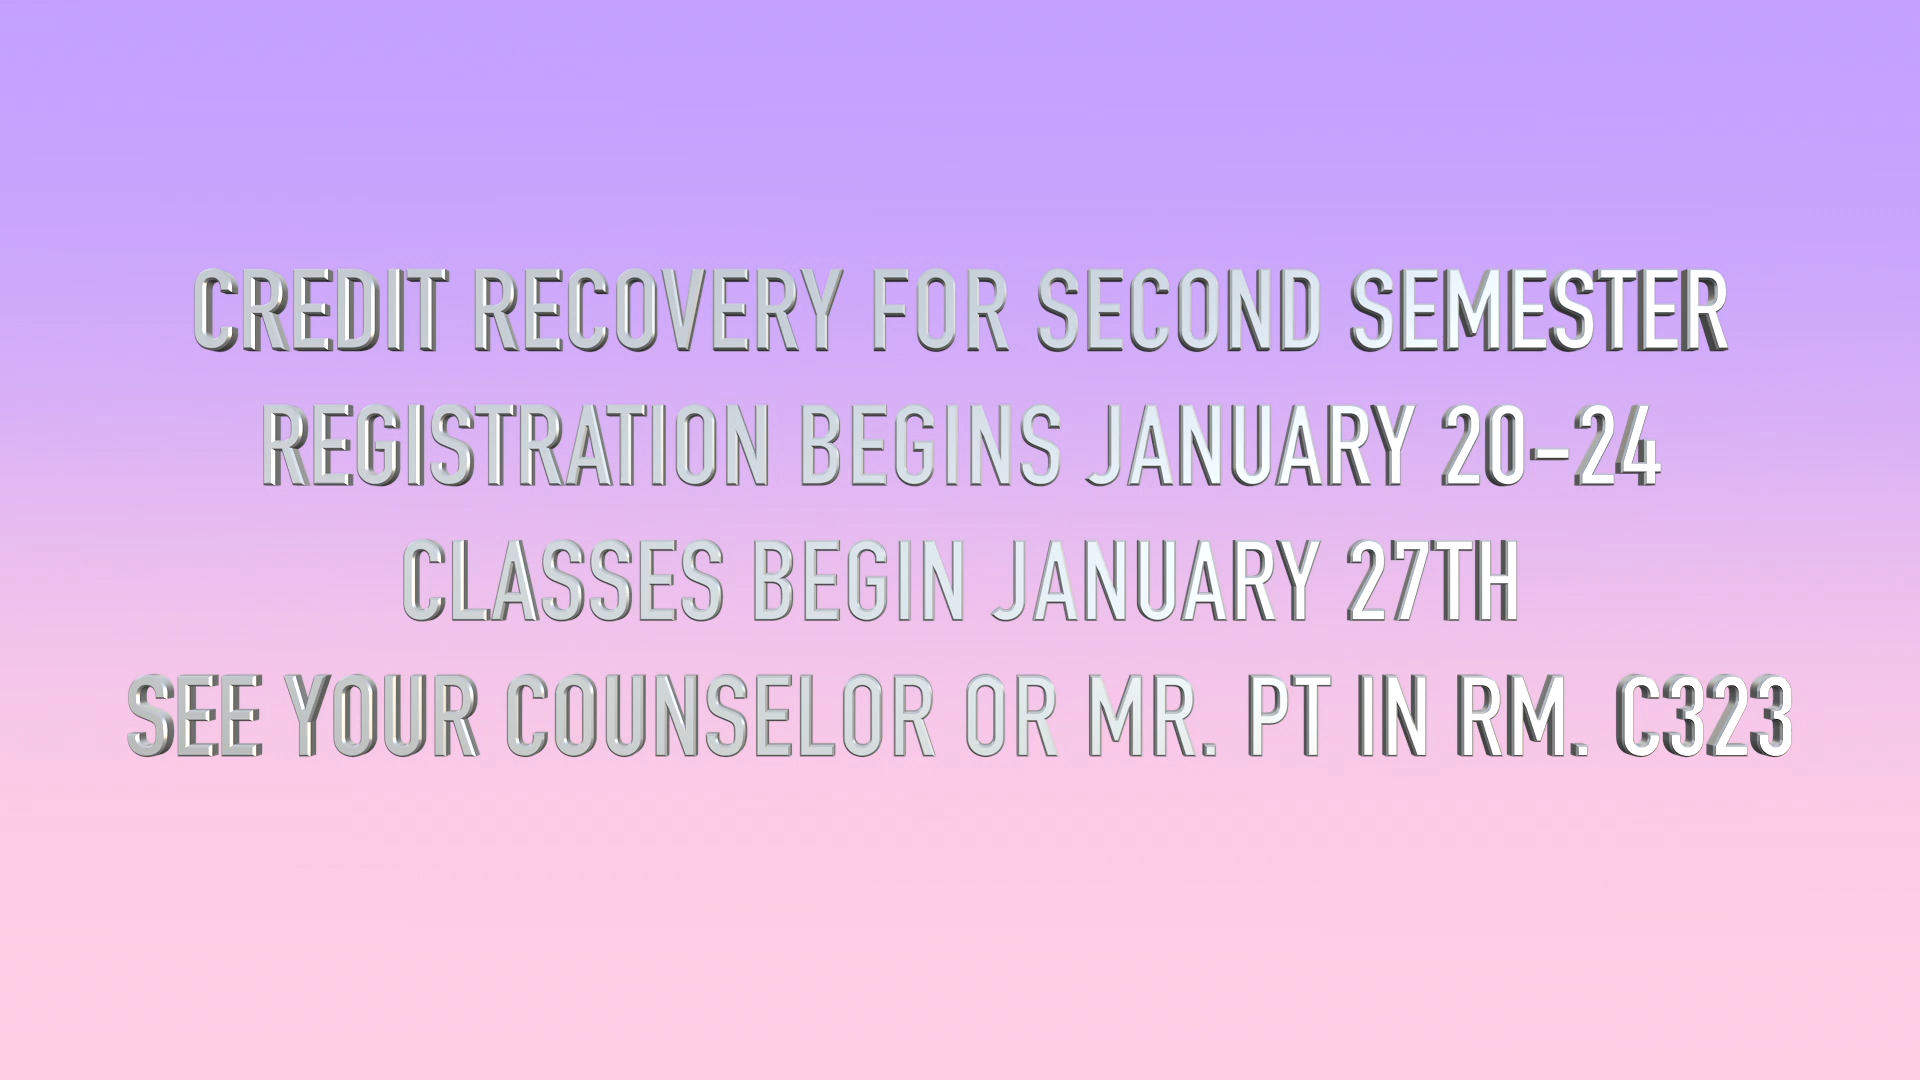 CREDIT RECOVERY FOR SECOND SEMESTER
REGISTRATION BEGINS JANUARY 20-24
CLASSES BEGIN JANUARY 27TH
SEE YOUR COUNSELOR OR MR. PT IN RM. C323